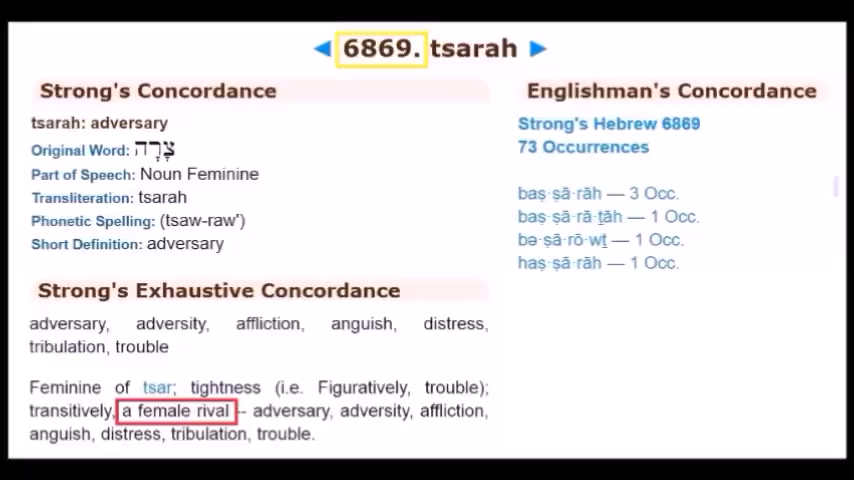 6869. tsarah
Strong's Concordance
tsarah: adversary
Original Word: צָרָה
Part of Speech: Noun Feminine
Transliteration: tsarah
Phonetic Spelling: (tsaw-raw')
Short Definition: adversary
Strong's Exhaustive Concordance
adversary, adversity, affliction, anguish, distress,
tribulation, trouble
Feminine of tsar; tightness (i.e. Figuratively, trouble);
transitively, a female rival -- adversary, adversity, affliction,
anguish, distress, tribulation, trouble.
Englishman's Concordance
Strong's Hebrew 6869
73 Occurrences
baṣ·ṣā·rāh — 3 Occ.
baṣ·ṣā·rā·ṯāh — 1 Occ.
bə·ṣā·rō·wṯ — 1 Occ.
haṣ·ṣā·rāh — 1 Occ.